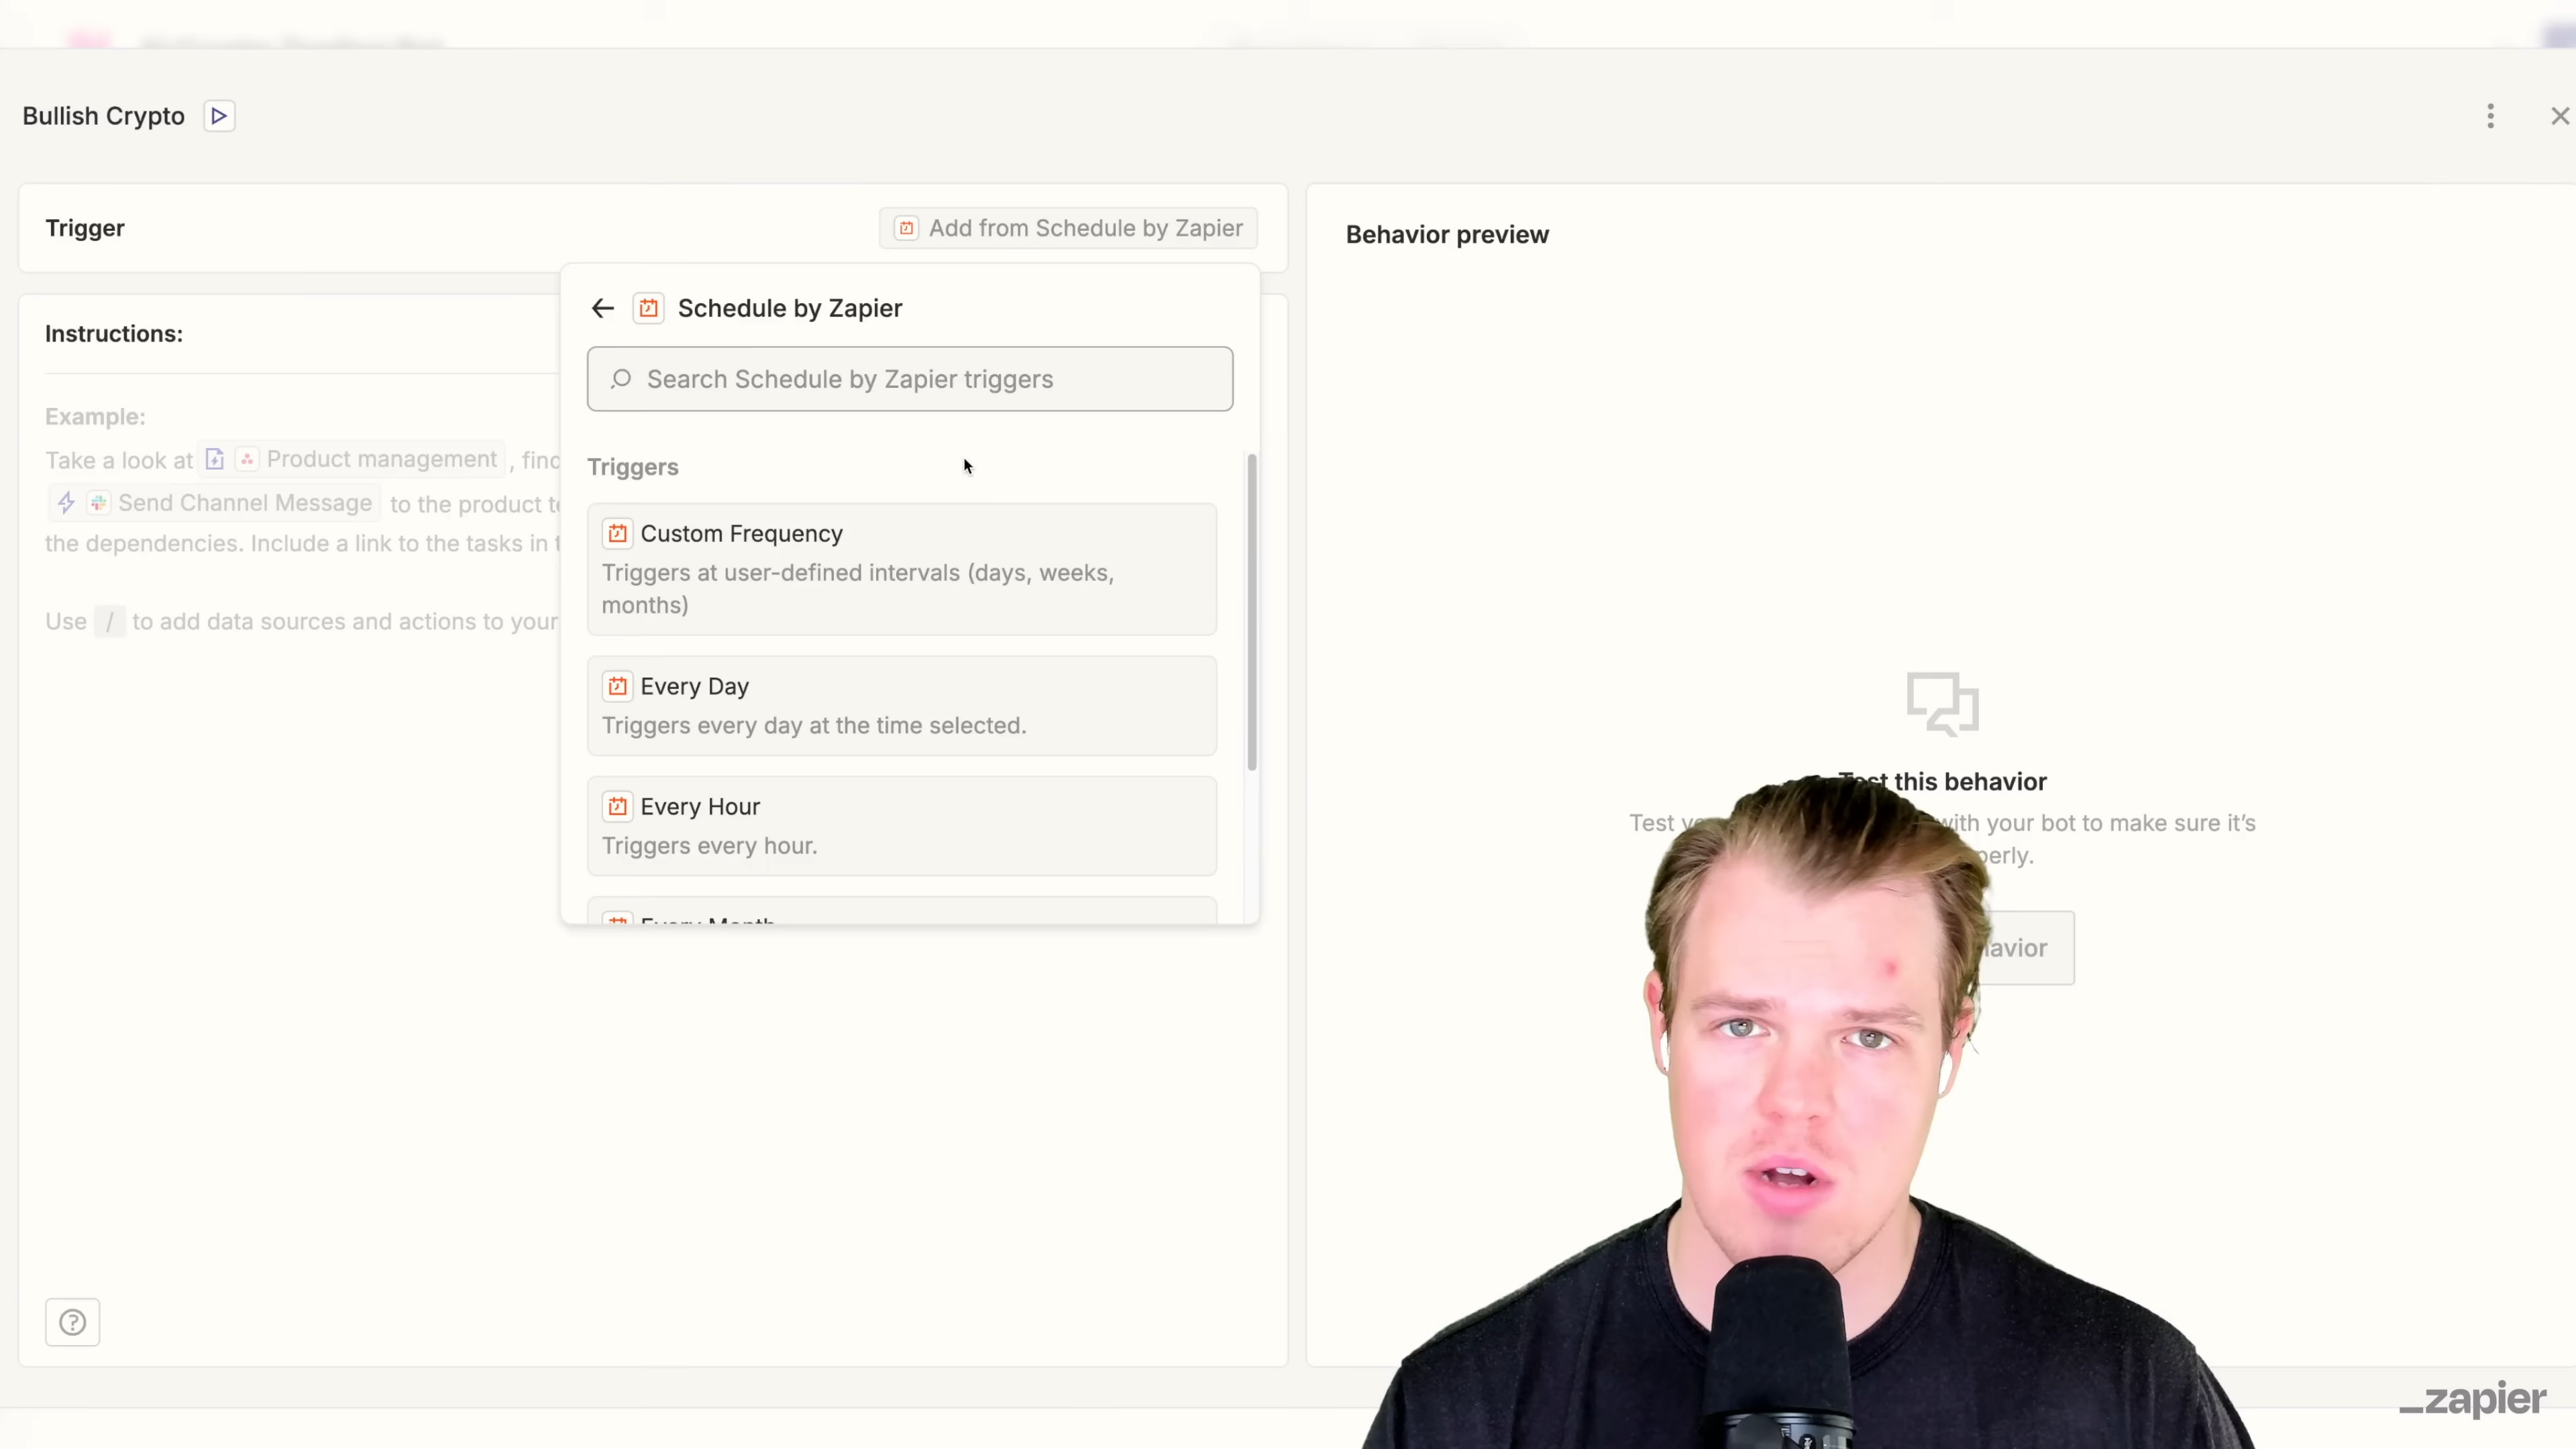 Bullish Crypto
Trigger
Add from Schedule by Zapier
Behavior preview
Schedule by Zapier
Search Schedule by Zapier triggers
Instructions:
Example:
Take a look at Product management ,
Send Channel Message to the product
the dependencies. Include a link to the tasks in
Use / to add data sources and actions to your
Triggers
Custom Frequency
Triggers at user-defined intervals (days, weeks,
months)
Every Day
Triggers every day at the time selected.
Every Hour
Triggers every hour.
Every Month
Test this behavior
Test with your bot to make sure it's
zapier